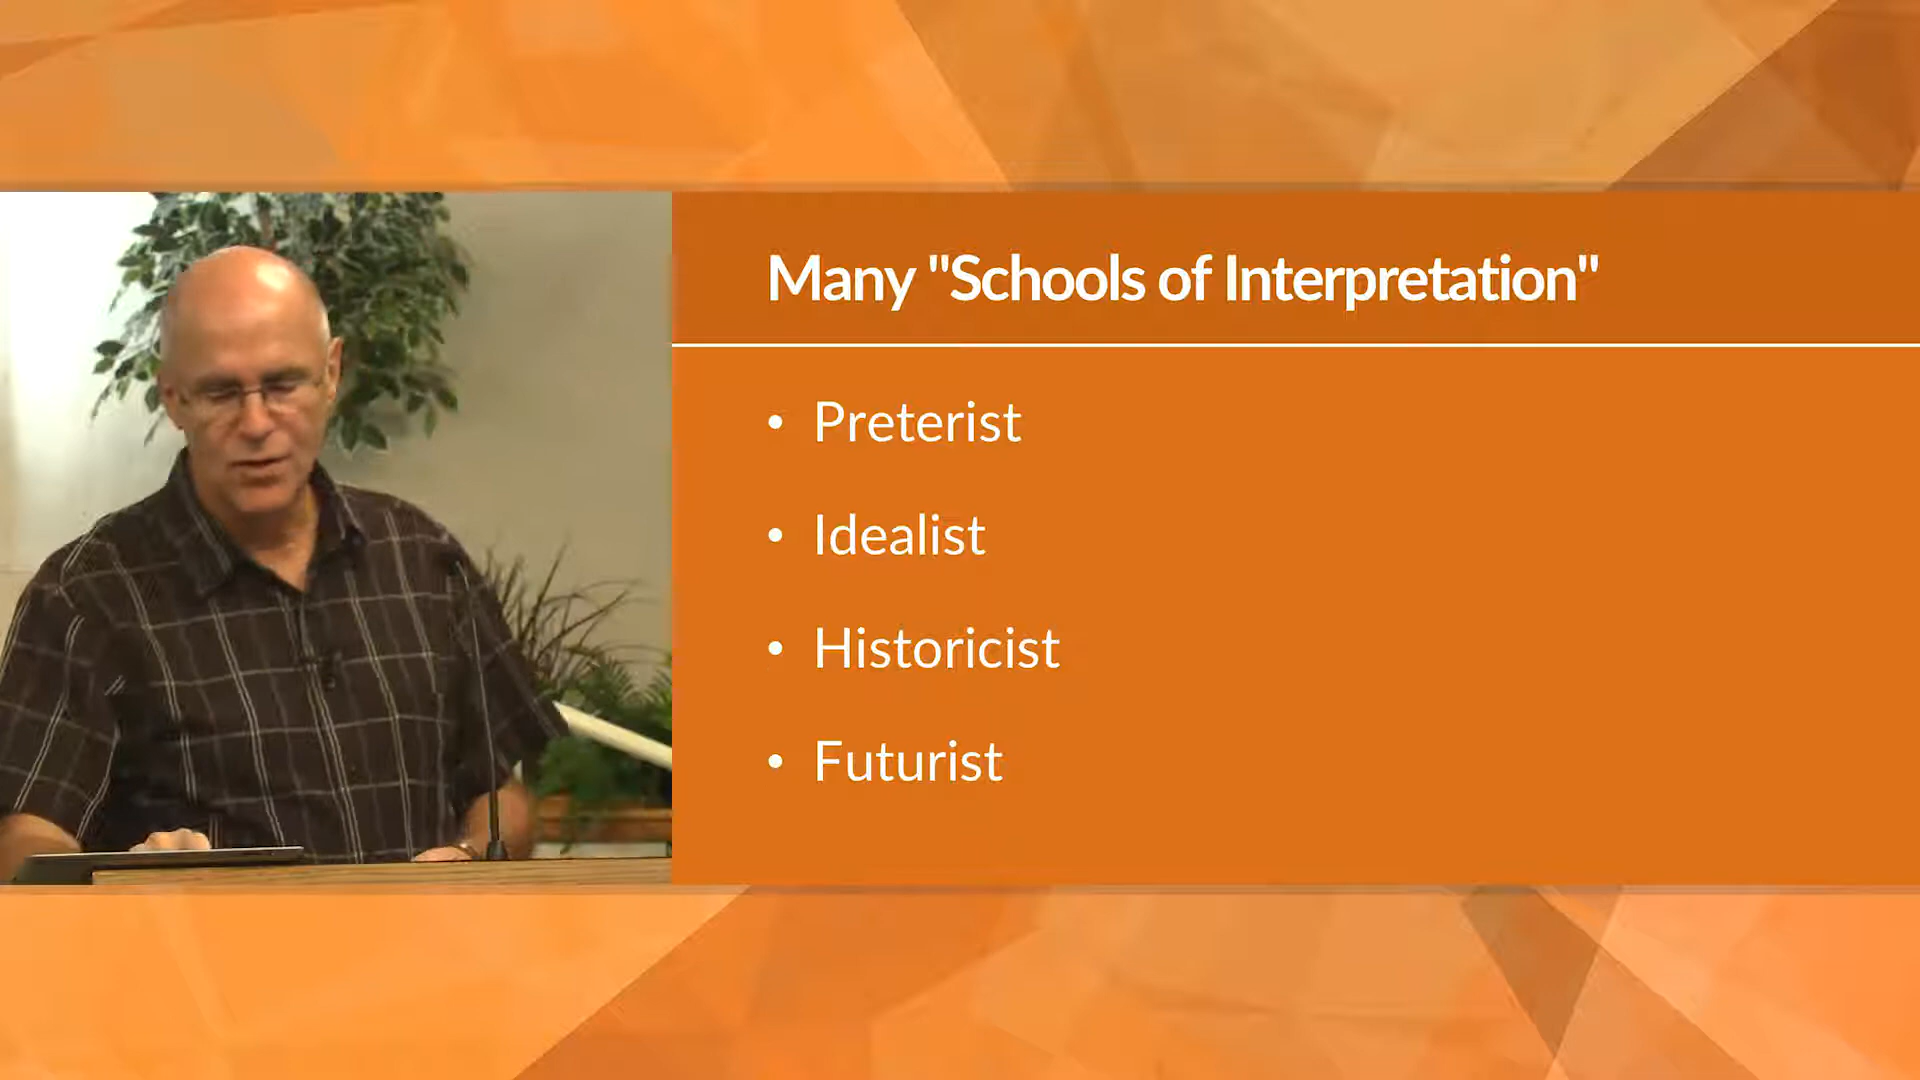 Many "Schools of Interpretation"
• Preterist
• Idealist
• Historicist
• Futurist